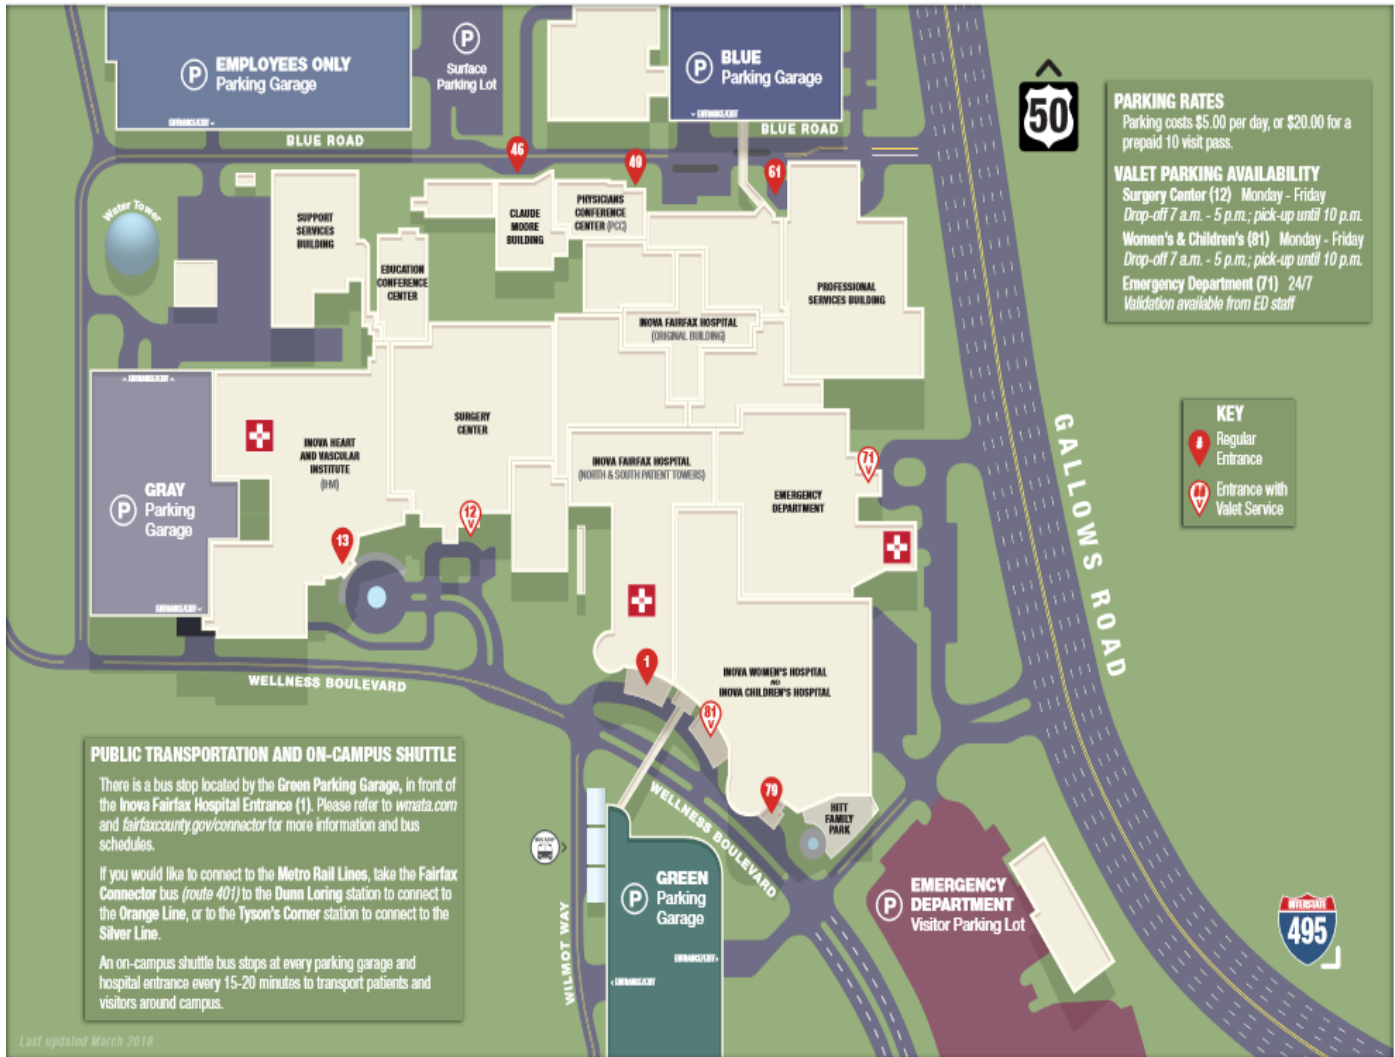 EMPLOYEES ONLY
Parking Garage
P
ENTRANCE/EXIT
P
Surface
Parking Lot
BLUE
Parking Garage
P
ENTRANCE/EXIT
BLUE ROAD
BLUE ROAD
50
PARKING RATES
Parking costs $5.00 per day, or $20.00 for a
prepaid 10 visit pass.
VALET PARKING AVAILABILITY
Surgery Center (12) Monday - Friday
Drop-off 7 a.m. - 5 p.m.; pick-up until 10 p.m.
Women's & Children's (81) Monday - Friday
Drop-off 7 a.m. - 5 p.m.; pick-up until 10 p.m.
Emergency Department (71) 24/7
Validation available from ED staff
46
49
61
Water Tower
SUPPORT
SERVICES
BUILDING
EDUCATION
CONFERENCE
CENTER
CLAUDE
MOORE
BUILDING
PHYSICIANS
CONFERENCE
CENTER (PCC)
PROFESSIONAL
SERVICES BUILDING
INOVA FAIRFAX HOSPITAL
(ORIGINAL BUILDING)
ENTRANCE/EXIT
SURGERY
CENTER
INOVA HEART
AND VASCULAR
INSTITUTE
(IHVI)
INOVA FAIRFAX HOSPITAL
(NORTH & SOUTH PATIENT TOWERS)
EMERGENCY
DEPARTMENT
71
V
KEY
#
Regular
Entrance
##
V
Entrance with
Valet Service
GALLOWS ROAD
P
GRAY
Parking
Garage
ENTRANCE/EXIT
13
12
V
1
81
V
79
INOVA WOMEN'S HOSPITAL
AND
INOVA CHILDREN'S HOSPITAL
HITT
FAMILY
PARK
WELLNESS BOULEVARD
WELLNESS BOULEVARD
PUBLIC TRANSPORTATION AND ON-CAMPUS SHUTTLE
There is a bus stop located by the Green Parking Garage, in front of
the Inova Fairfax Hospital Entrance (1). Please refer to wmata.com
and fairfaxcounty.gov/connector for more information and bus
schedules.
If you would like to connect to the Metro Rail Lines, take the Fairfax
Connector bus (route 401) to the Dunn Loring station to connect to
the Orange Line, or to the Tyson's Corner station to connect to the
Silver Line.
An on-campus shuttle bus stops at every parking garage and
hospital entrance every 15-20 minutes to transport patients and
visitors around campus.
BUS STOP
WILMOT WAY
P
GREEN
Parking
Garage
ENTRANCE/EXIT
ENTRANCE/EXIT
P
EMERGENCY
DEPARTMENT
Visitor Parking Lot
INTERSTATE
495
Last updated March 2018